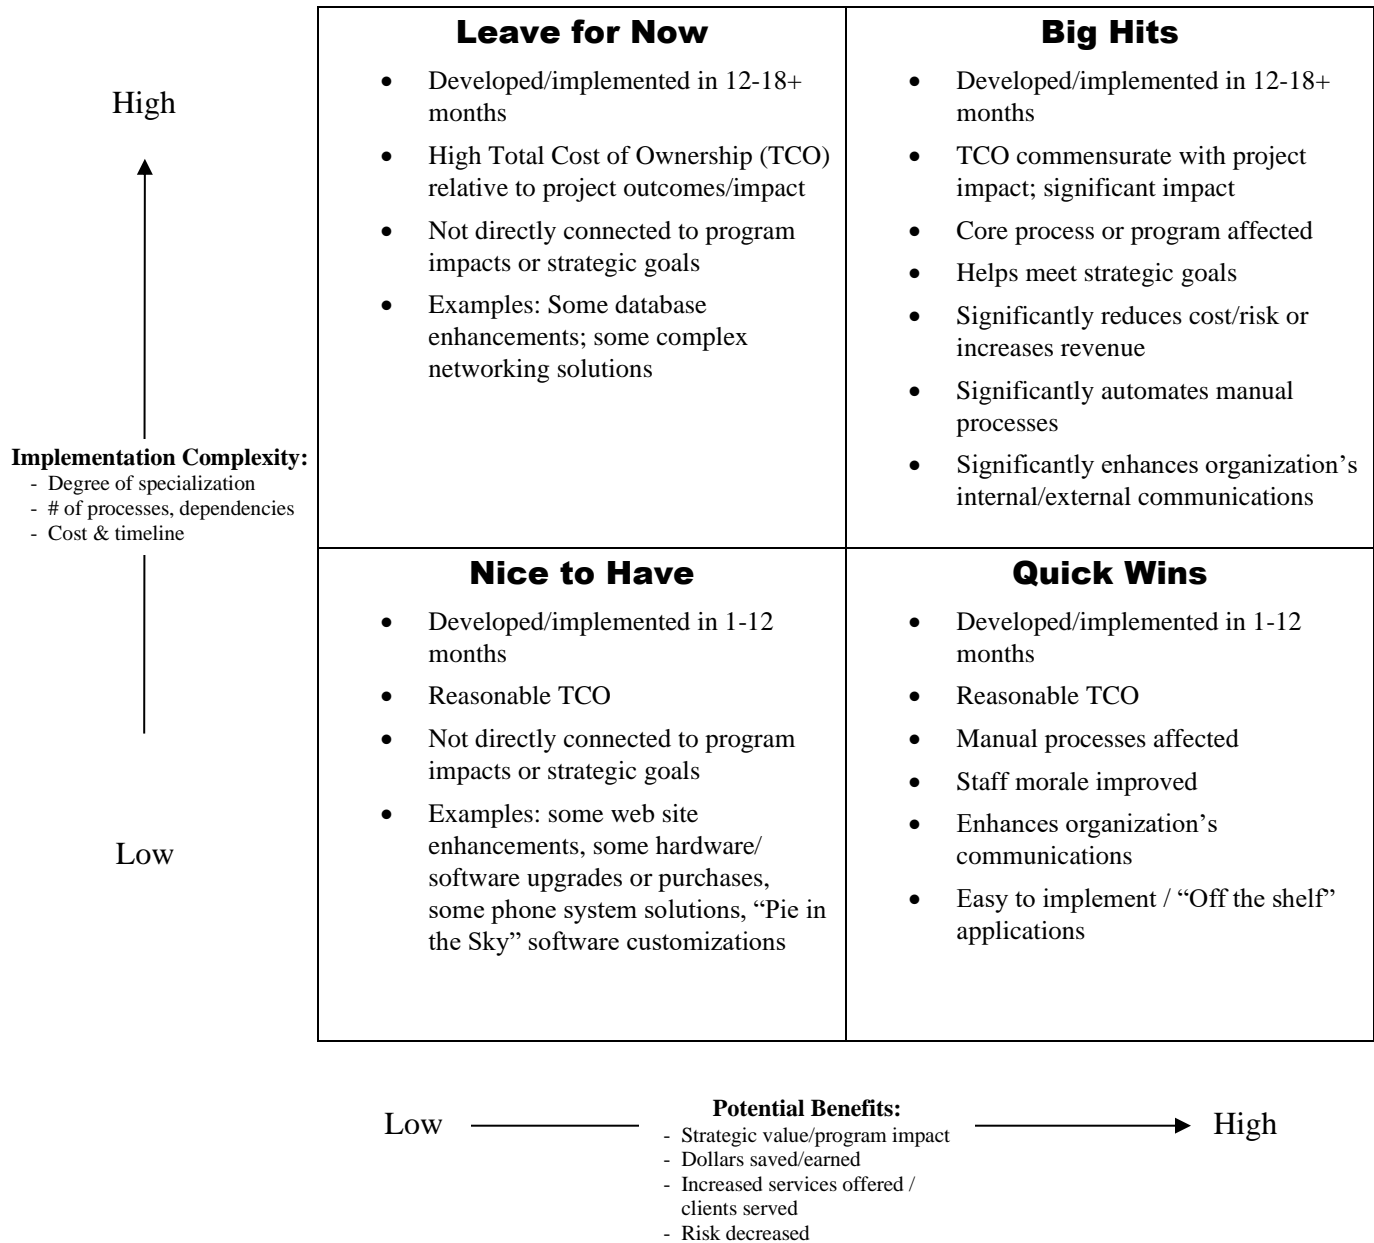 Leave for Now
• Developed/implemented in 12-18+
months
• High Total Cost of Ownership (TCO)
relative to project outcomes/impact
• Not directly connected to program
impacts or strategic goals
• Examples: Some database
enhancements; some complex
networking solutions
Big Hits
• Developed/implemented in 12-18+
months
• TCO commensurate with project
impact; significant impact
• Core process or program affected
• Helps meet strategic goals
• Significantly reduces cost/risk or
increases revenue
• Significantly automates manual
processes
• Significantly enhances organization’s
internal/external communications
High
Implementation Complexity:
- Degree of specialization
- # of processes, dependencies
- Cost & timeline
Low
Nice to Have
• Developed/implemented in 1-12
months
• Reasonable TCO
• Not directly connected to program
impacts or strategic goals
• Examples: some web site
enhancements, some hardware/
software upgrades or purchases,
some phone system solutions, “Pie in
the Sky” software customizations
Quick Wins
• Developed/implemented in 1-12
months
• Reasonable TCO
• Manual processes affected
• Staff morale improved
• Enhances organization’s
communications
• Easy to implement / “Off the shelf”
applications
Low
Potential Benefits:
- Strategic value/program impact
- Dollars saved/earned
- Increased services offered /
clients served
- Risk decreased
High